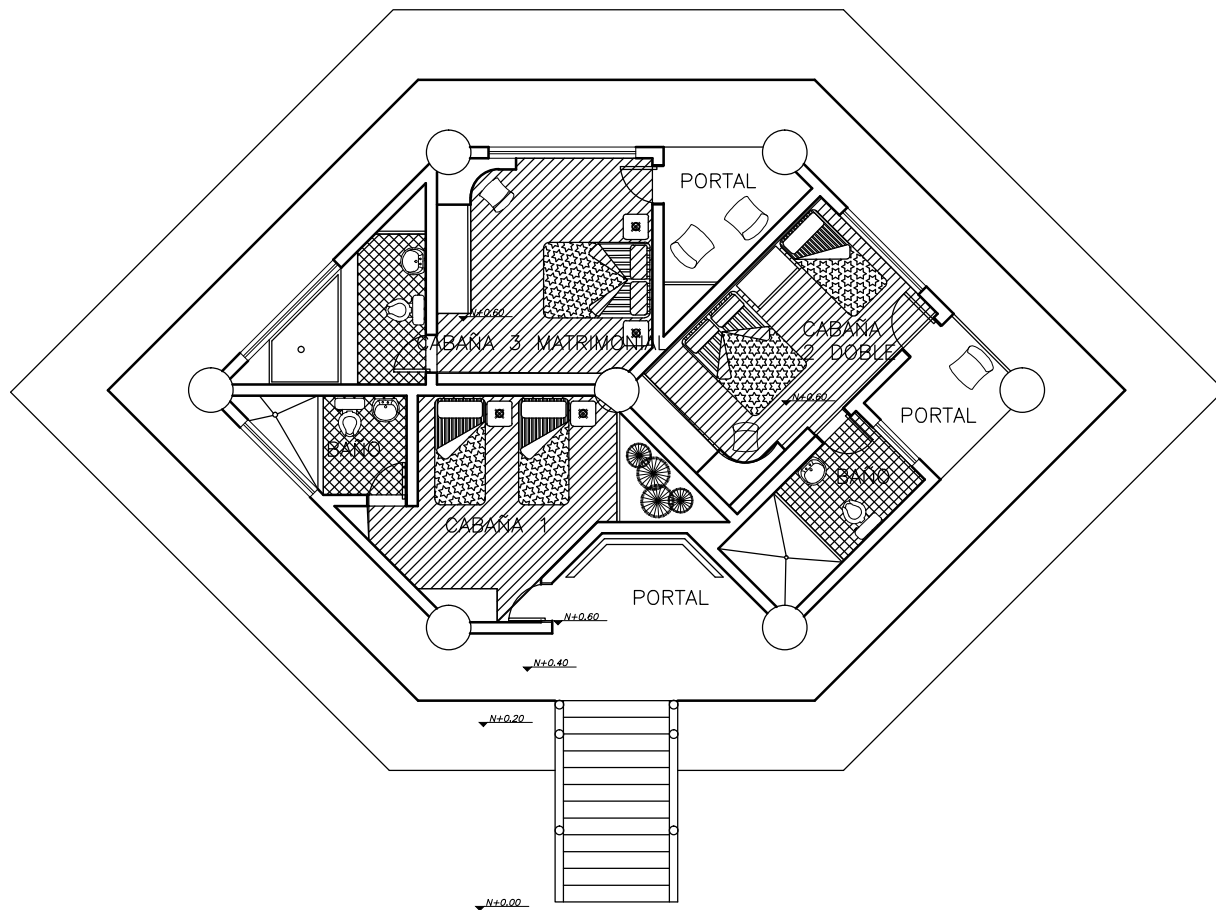 PORTAL
N+0.60
CABAÑA 3 MATRIMONIAL
CABAÑA
2 DOBLE
N+0.60
PORTAL
BAÑO
BAÑO
CABAÑA 1
PORTAL
N+0.60
N+0.40
N+0.20
N+0.00